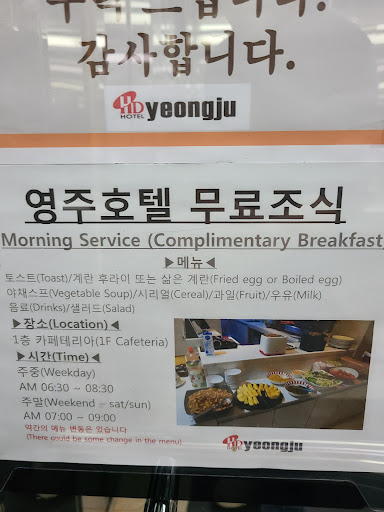 감사합니다.
HOTEL yeongju
영주호텔 무료조식
Morning Service (Complimentary Breakfast
▶메뉴◀
토스트(Toast)/계란 후라이 또는 삶은 계란(Fried egg or Boiled egg)
야채스프(Vegetable Soup)/시리얼(Cereal)/과일(Fruit)/우유(Milk)
음료(Drinks)/샐러드(Salad)
▶장소(Location)◀
1층 카페테리아(1F Cafeteria)
▶시간(Time)◀
주중(Weekday)
AM 06:30 ~ 08:30
주말(Weekend – sat/sun)
AM 07:00 ~ 09:00
약간의 메뉴 변동은 있습니다
(There could be some change in the menu)
yeongju